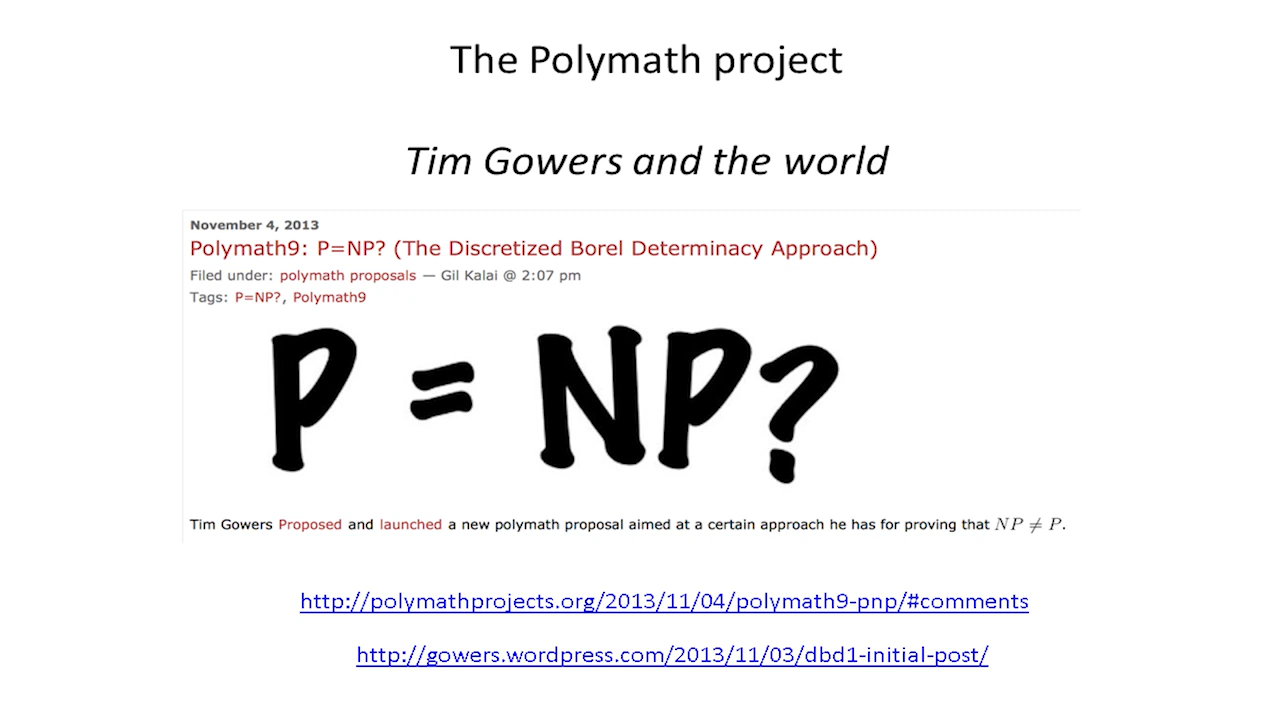 The Polymath project
Tim Gowers and the world
November 4, 2013
Polymath9: P=NP? (The Discretized Borel Determinacy Approach)
Filed under: polymath proposals — Gil Kalai @ 2:07 pm
Tags: P=NP?, Polymath9
P = NP?
Tim Gowers Proposed and launched a new polymath proposal aimed at a certain approach he has for proving that NP ≠ P.
http://polymathprojects.org/2013/11/04/polymath9-pnp/#comments
http://gowers.wordpress.com/2013/11/03/dbd1-initial-post/